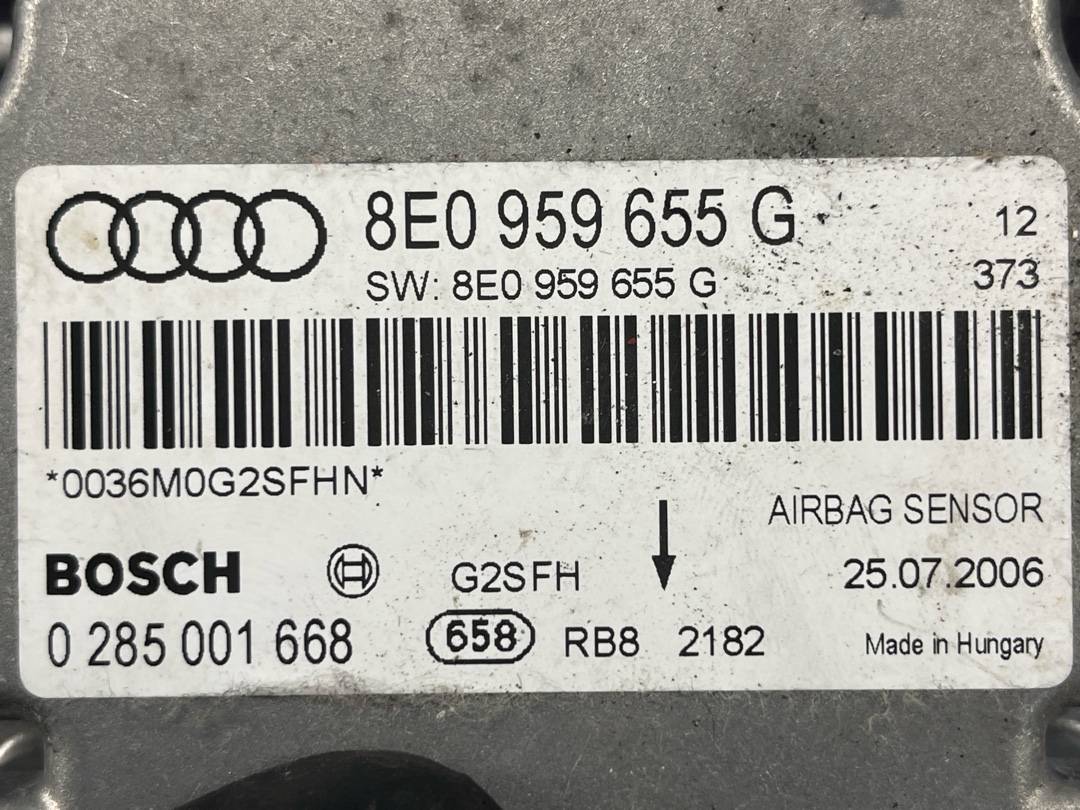 8E0 959 655 G 12
SW: 8E0 959 655 G 373
*0036M0G2SFHN*
AIRBAG SENSOR
BOSCH G2SFH 25.07.2006
0 285 001 668 658 RB8 2182 Made in Hungary